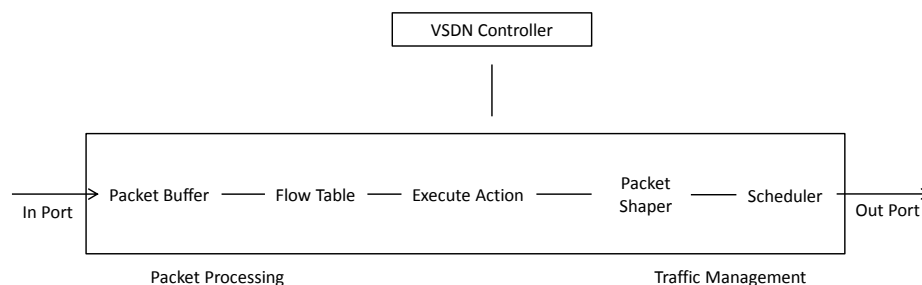 VSDN Controller
Packet Buffer
Flow Table
Execute Action
Packet
Shaper
Scheduler
In Port
Out Port
Packet Processing
Traffic Management